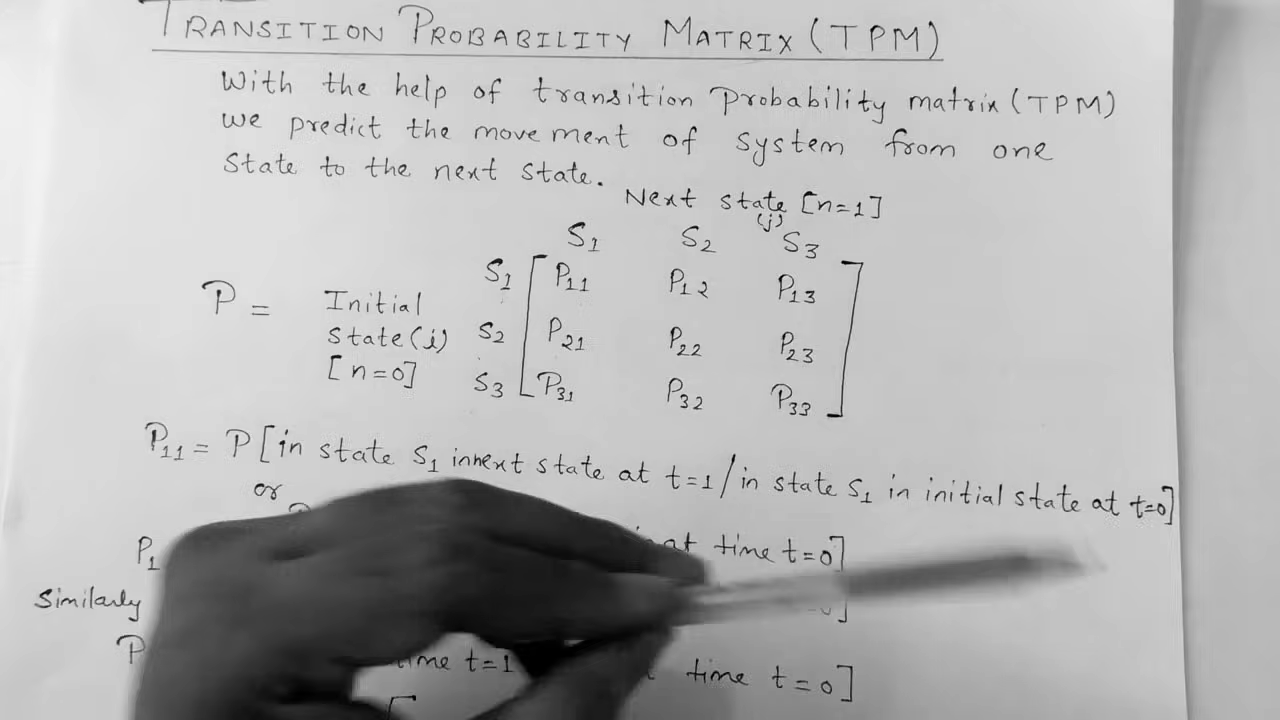 TRANSITION PROBABILITY MATRIX (TPM)
With the help of transition Probability matrix (TPM)
we predict the movement of system from one
State to the next state.
Next state [n=1]
(j)
S1 S2 S3
P = Initial State (i) [n=0]
S1 P11 P12 P13
S2 P21 P22 P23
S3 P31 P32 P33
P11 = P[in state S1 in next state at t=1/in state S1 in initial state at t=0]
or
P1 at time t=0]
Similarly
P time t=1 time t=0]